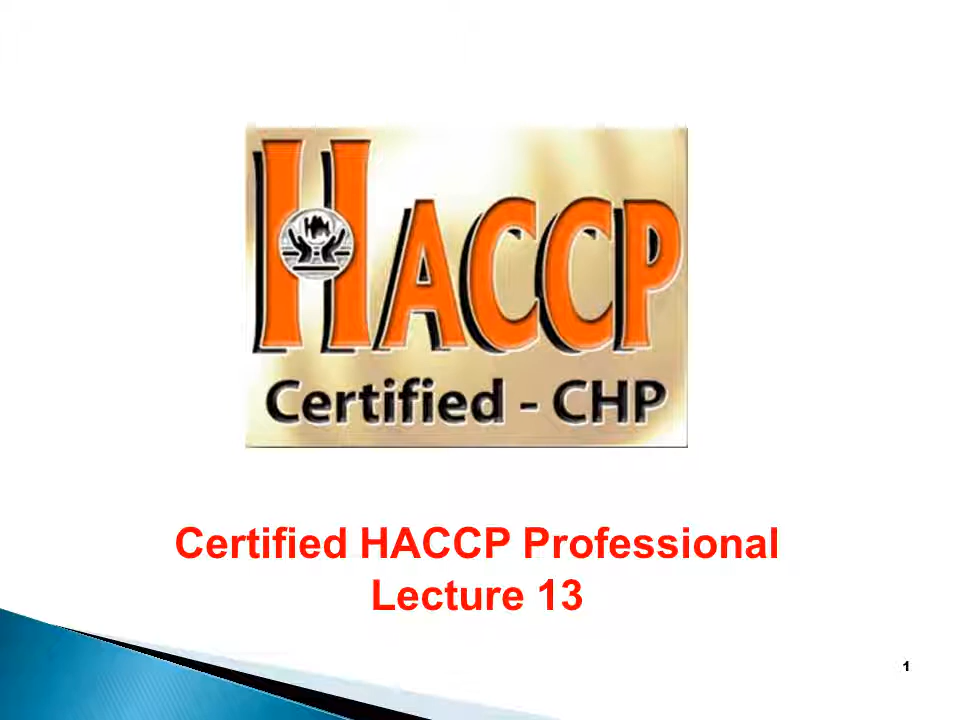 HACCP
Certified - CHP
Certified HACCP Professional
Lecture 13
1